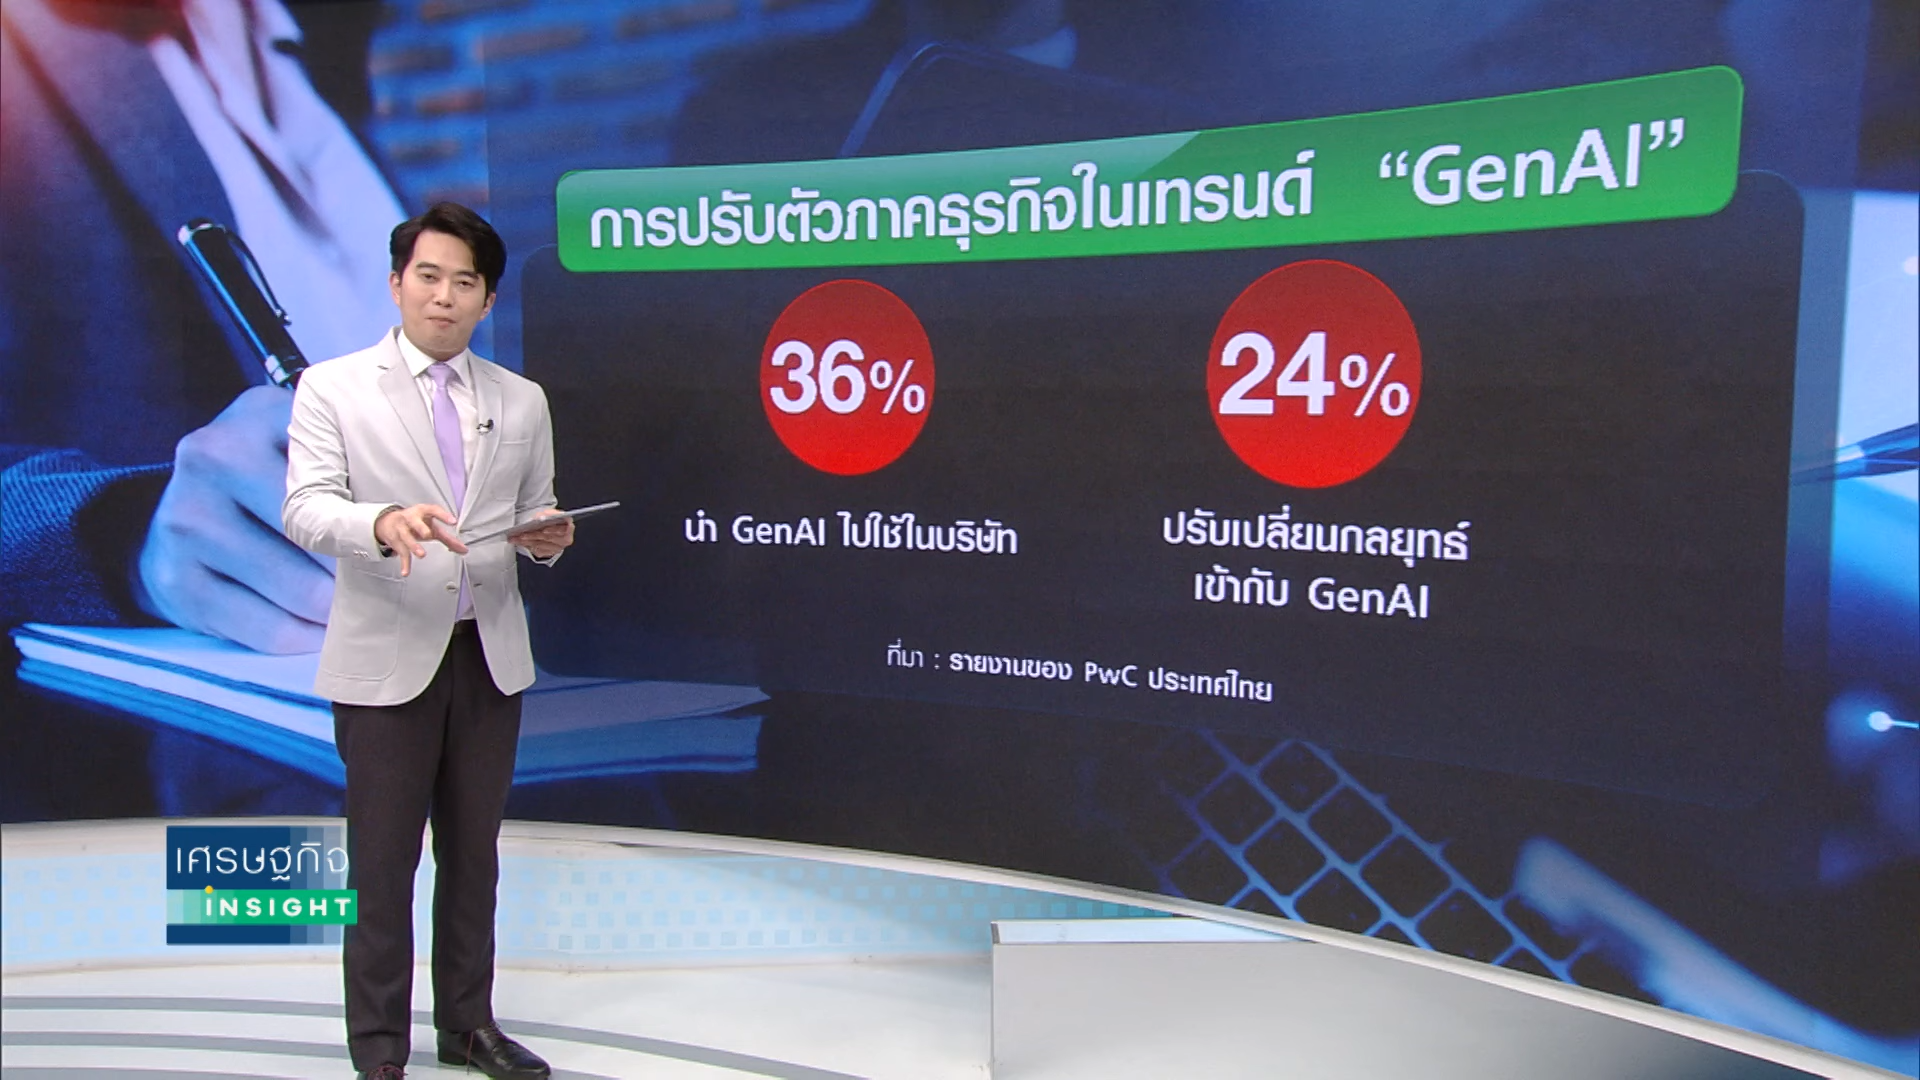 การปรับตัวภาคธุรกิจในเทรนด์ “GenAI”
36%
นำ GenAI ไปใช้ในบริษัท
24%
ปรับเปลี่ยนกลยุทธ์
เข้ากับ GenAI
ที่มา : รายงานของ PwC ประเทศไทย
เศรษฐกิจ
iNSIGHT